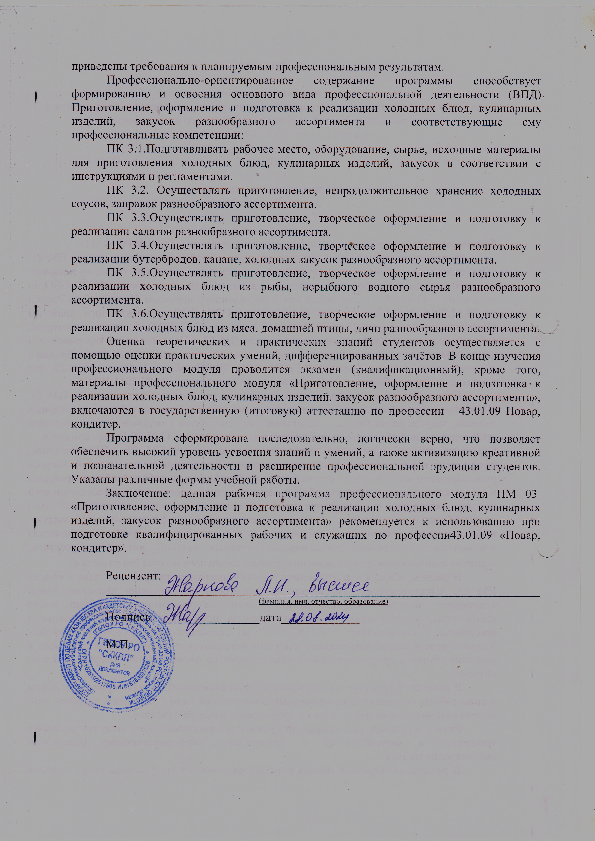 приведены требования к планируемым профессиональным результатам.
Профессионально-ориентированное содержание программы способствует
формированию и освоения основного вида профессиональной деятельности (ВПД)
Приготовление, оформление и подготовка к реализации холодных блюд, кулинарных
изделий, закусок разнообразного ассортимента и соответствующие ему
профессиональные компетенции:
ПК 3.1.Подготавливать рабочее место, оборудование, сырье, исходные материалы
для приготовления холодных блюд, кулинарных изделий, закусок в соответствии с
инструкциями и регламентами.
ПК 3.2. Осуществлять приготовление, непродолжительное хранение холодных
соусов, заправок разнообразного ассортимента.
ПК 3.3.Осуществлять приготовление, творческое оформление и подготовку к
реализации салатов разнообразного ассортимента.
ПК 3.4.Осуществлять приготовление, творческое оформление и подготовку к
реализации бутербродов, канапе, холодных закусок разнообразного ассортимента.
ПК 3.5.Осуществлять приготовление, творческое оформление и подготовку к
реализации холодных блюд из рыбы, нерыбного водного сырья разнообразного
ассортимента.
ПК 3.6.Осуществлять приготовление, творческое оформление и подготовку к
реализации холодных блюд из мяса, домашней птицы, дичи разнообразного ассортимента.
Оценка теоретических и практических знаний студентов осуществляется с
помощью оценки практических умений, дифференцированных зачётов В конце изучения
профессионального модуля проводится экзамен (квалификационный), кроме того,
материалы профессионального модуля «Приготовление, оформление и подготовка к
реализации холодных блюд, кулинарных изделий, закусок разнообразного ассортимента»,
включаются в государственную (итоговую) аттестацию по профессии 43.01.09 Повар,
кондитер.
Программа сформирована последовательно, логически верно, что позволяет
обеспечить высокий уровень усвоения знаний и умений, а также активизацию креативной
и познавательной деятельности и расширение профессиональной эрудиции студентов.
Указаны различные формы учебной работы.
Заключение: данная рабочая программа профессионального модуля ПМ 03
«Приготовление, оформление и подготовка к реализации холодных блюд, кулинарных
изделий, закусок разнообразного ассортимента» рекомендуется к использованию при
подготовке квалифицированных рабочих и служащих по профессии43.01.09 «Повар,
кондитер».
Рецензент: Жарнова Л.И., высшее
(фамилия, имя, отчество, образование)
Подпись Жар дата 28.08.2024
М.П.